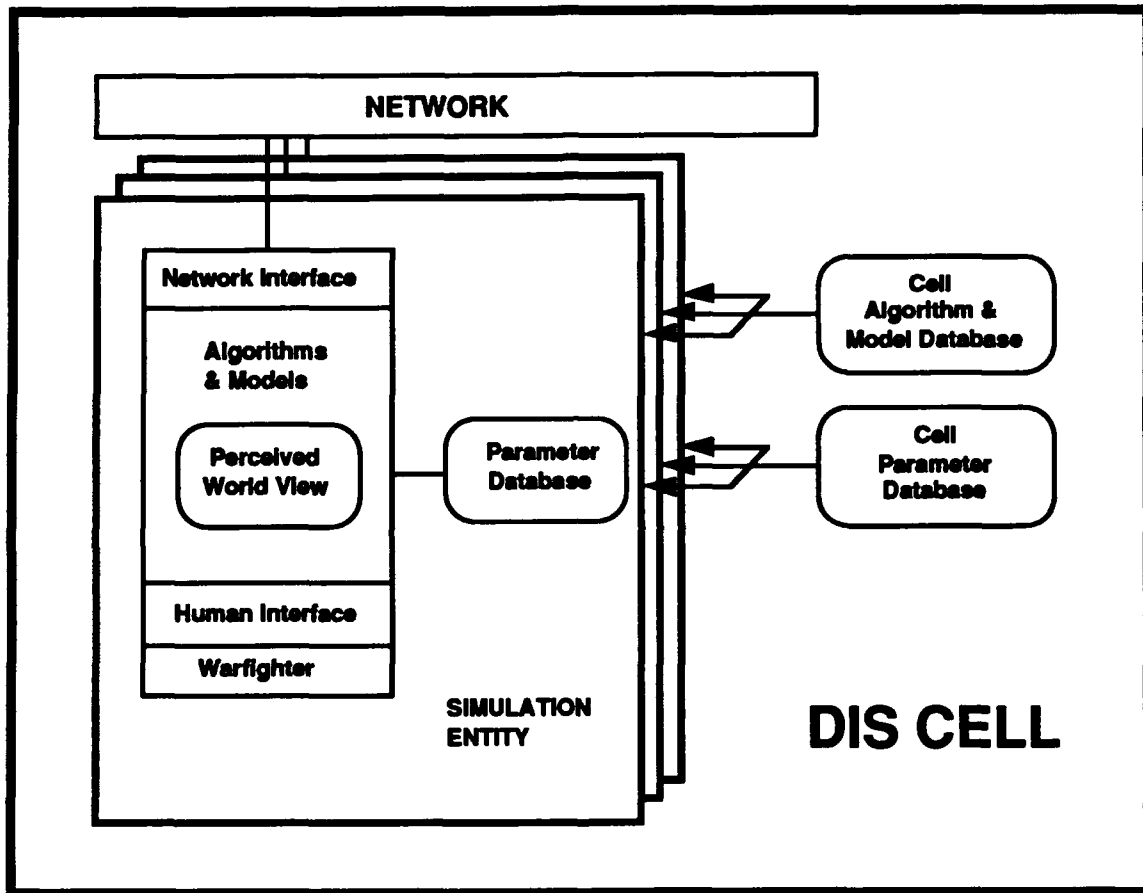 NETWORK
Network Interface
Algorithms
& Models
Perceived
World View
Human Interface
Warfighter
Parameter
Database
SIMULATION
ENTITY
Cell
Algorithm &
Model Database
Cell
Parameter
Database
DIS CELL